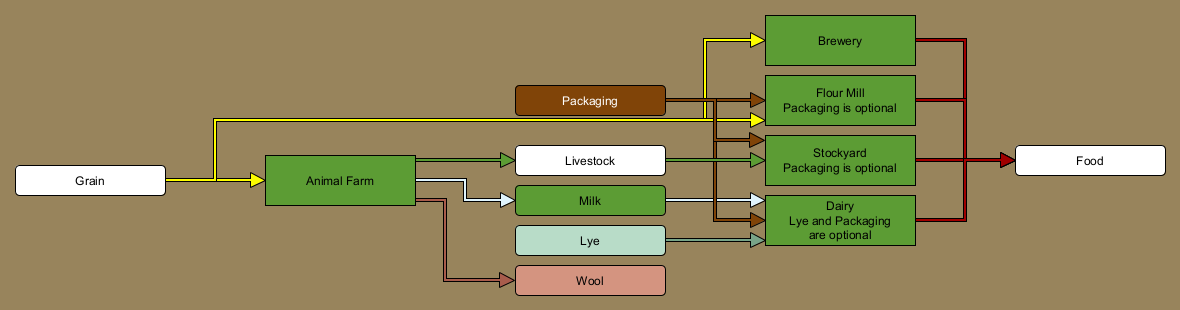 Brewery
Packaging
Flour Mill
Packaging is optional
Grain
Animal Farm
Livestock
Stockyard
Packaging is optional
Food
Milk
Dairy
Lye and Packaging
are optional
Lye
Wool